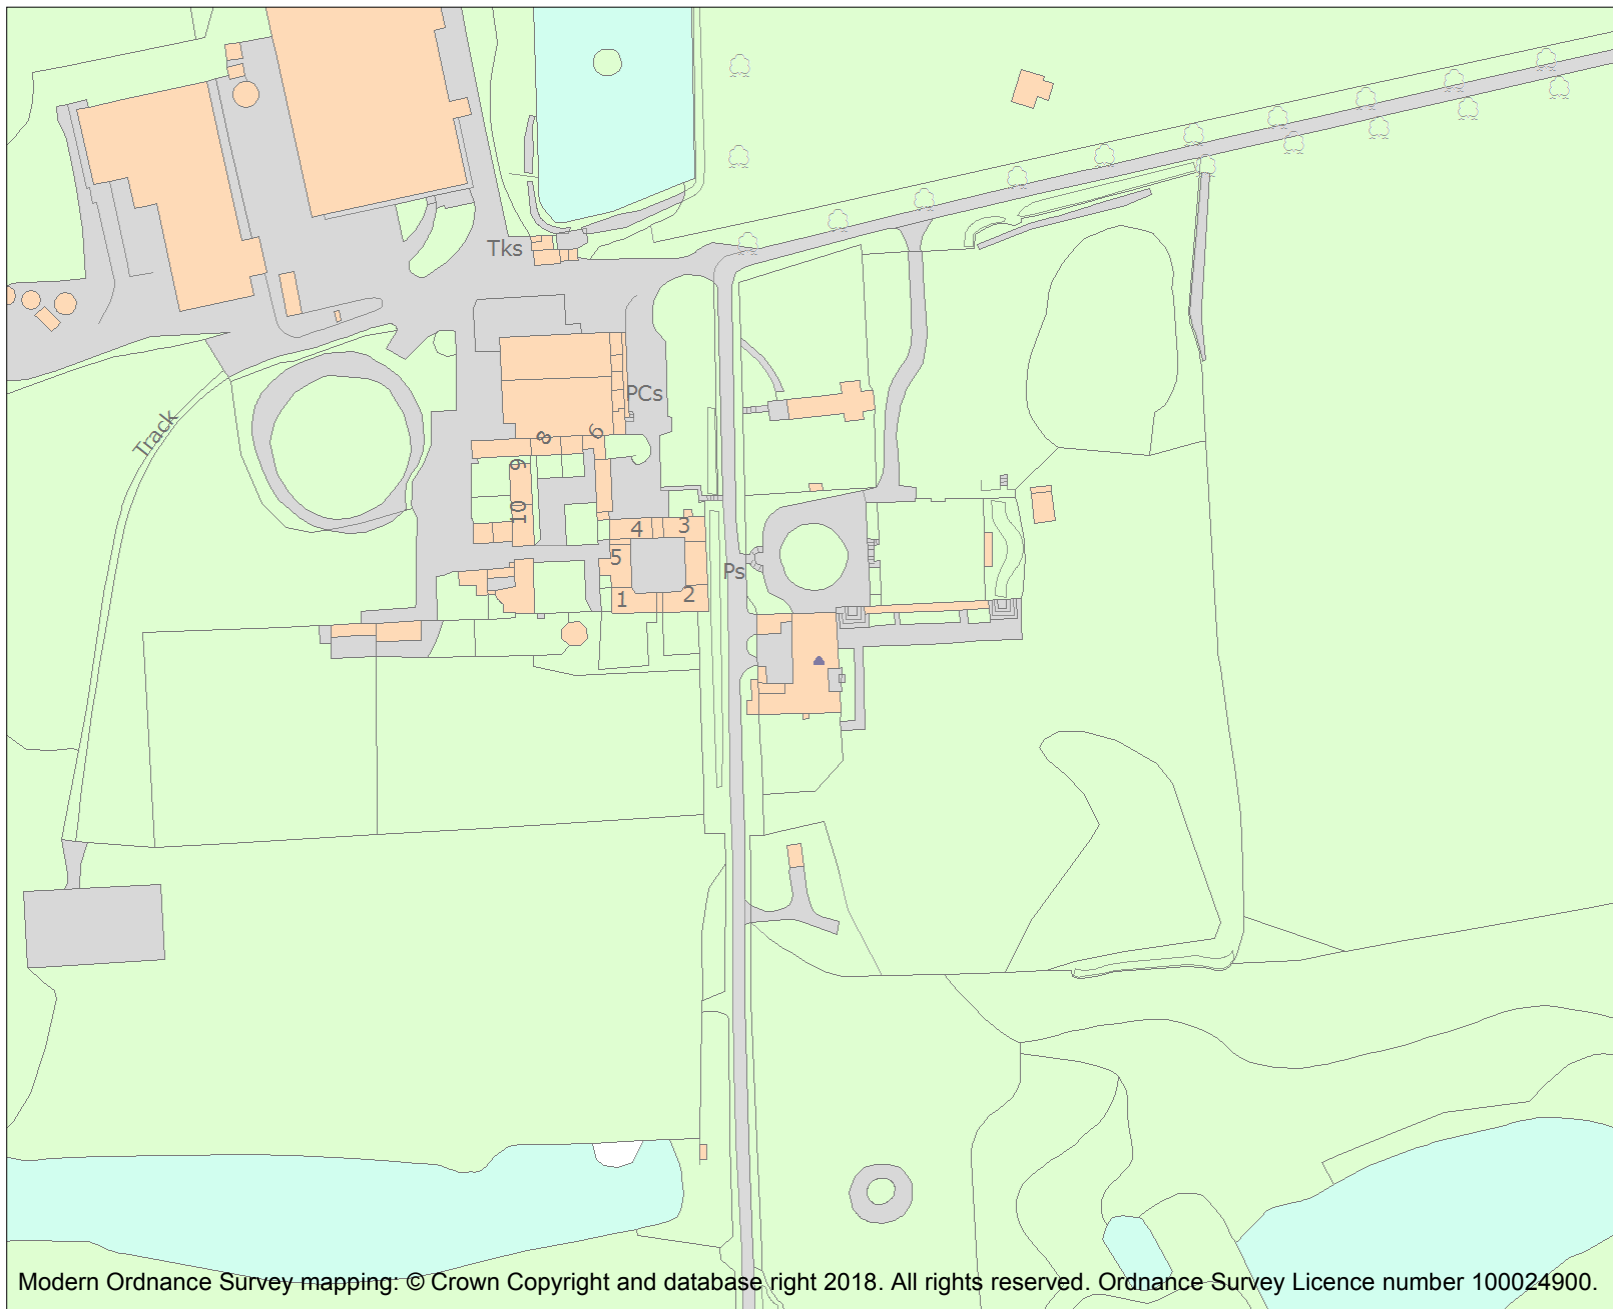 Tks
PCs
Track
8
6
9
10
4
3
5
Ps
1
2
Modern Ordnance Survey mapping: © Crown Copyright and database right 2018. All rights reserved. Ordnance Survey Licence number 100024900.